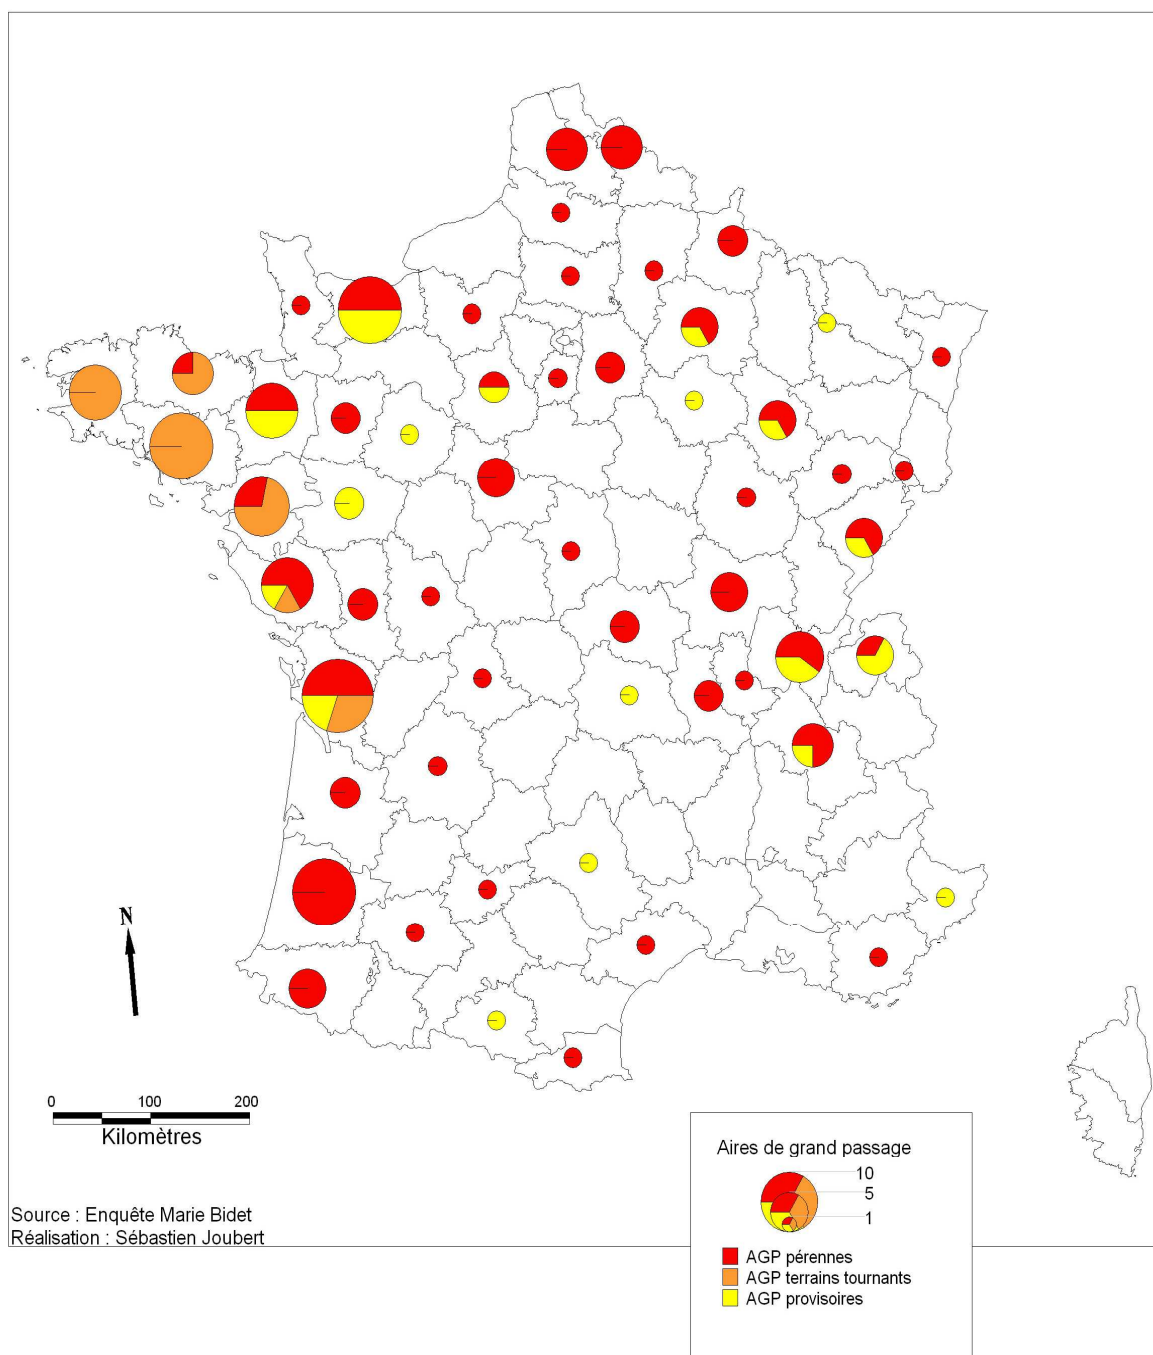 N
0 100 200
Kilomètres
Source : Enquête Marie Bidet
Réalisation : Sébastien Joubert
Aires de grand passage
10
5
1
AGP pérennes
AGP terrains tournants
AGP provisoires